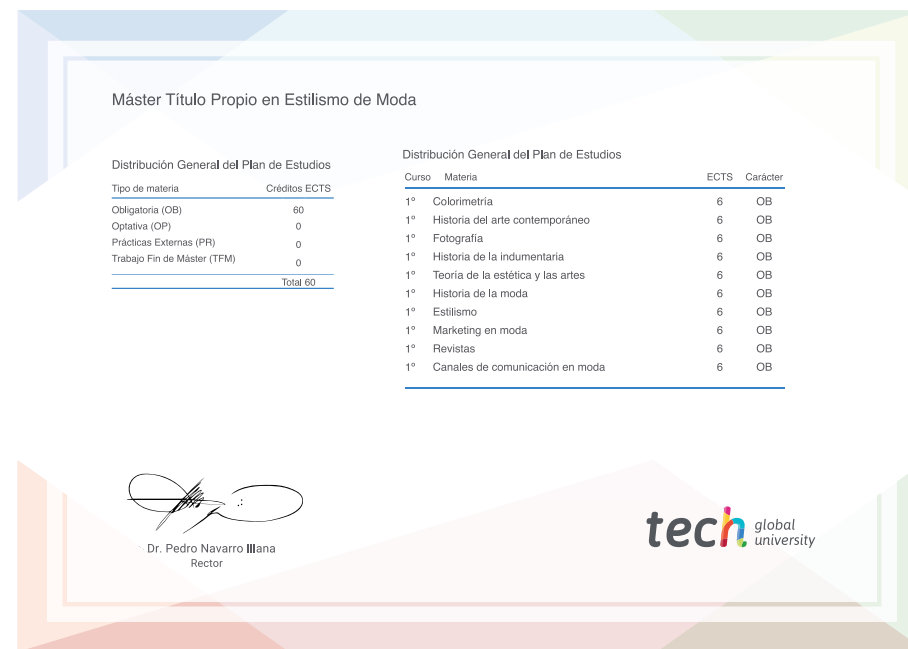 Máster Título Propio en Estilismo de Moda
Distribución General del Plan de Estudios
Tipo de materia Créditos ECTS
Obligatoria (OB) 60
Optativa (OP) 0
Prácticas Externas (PR) 0
Trabajo Fin de Máster (TFM) 0
Total 60
Distribución General del Plan de Estudios
Curso Materia ECTS Carácter
1º Colorimetría 6 OB
1º Historia del arte contemporáneo 6 OB
1º Fotografía 6 OB
1º Historia de la indumentaria 6 OB
1º Teoría de la estética y las artes 6 OB
1º Historia de la moda 6 OB
1º Estilismo 6 OB
1º Marketing en moda 6 OB
1º Revistas 6 OB
1º Canales de comunicación en moda 6 OB
Dr. Pedro Navarro Illana
Rector
tech global
university